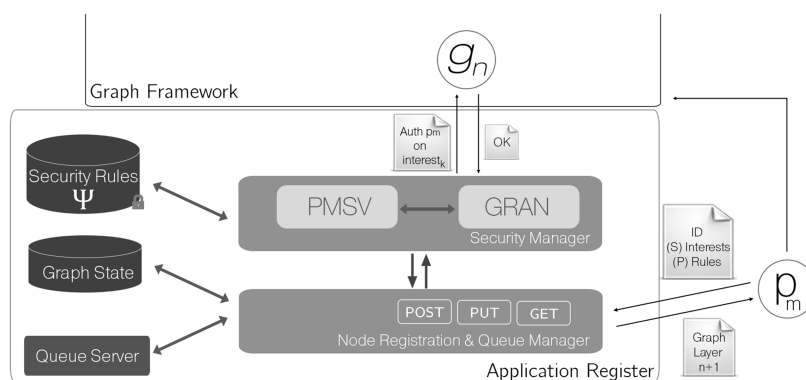 g_n
Graph Framework
Auth p_m
on
interest_k
OK
Security Rules
Ψ
PMSV
GRAN
Security Manager
ID
(S) Interests
(P) Rules
Graph State
p_m
POST
PUT
GET
Node Registration & Queue Manager
Queue Server
Graph
Layer
n+1
Application Register